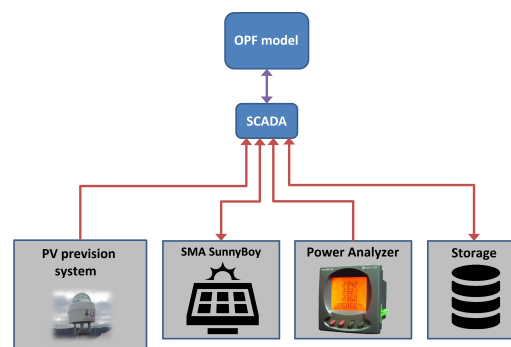 OPF model
SCADA
PV prevision
system
SMA SunnyBoy
Power Analyzer
Storage